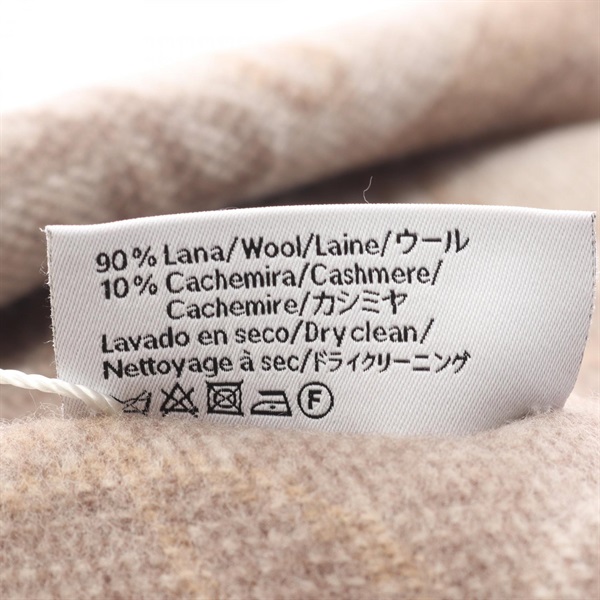 90% Lana/Wool/Laine/ウール
10% Cachemira/Cashmere/
Cachemire/カシミヤ
Lavado en seco/Dry clean/
Nettoyage à sec/ドライクリーニング
F